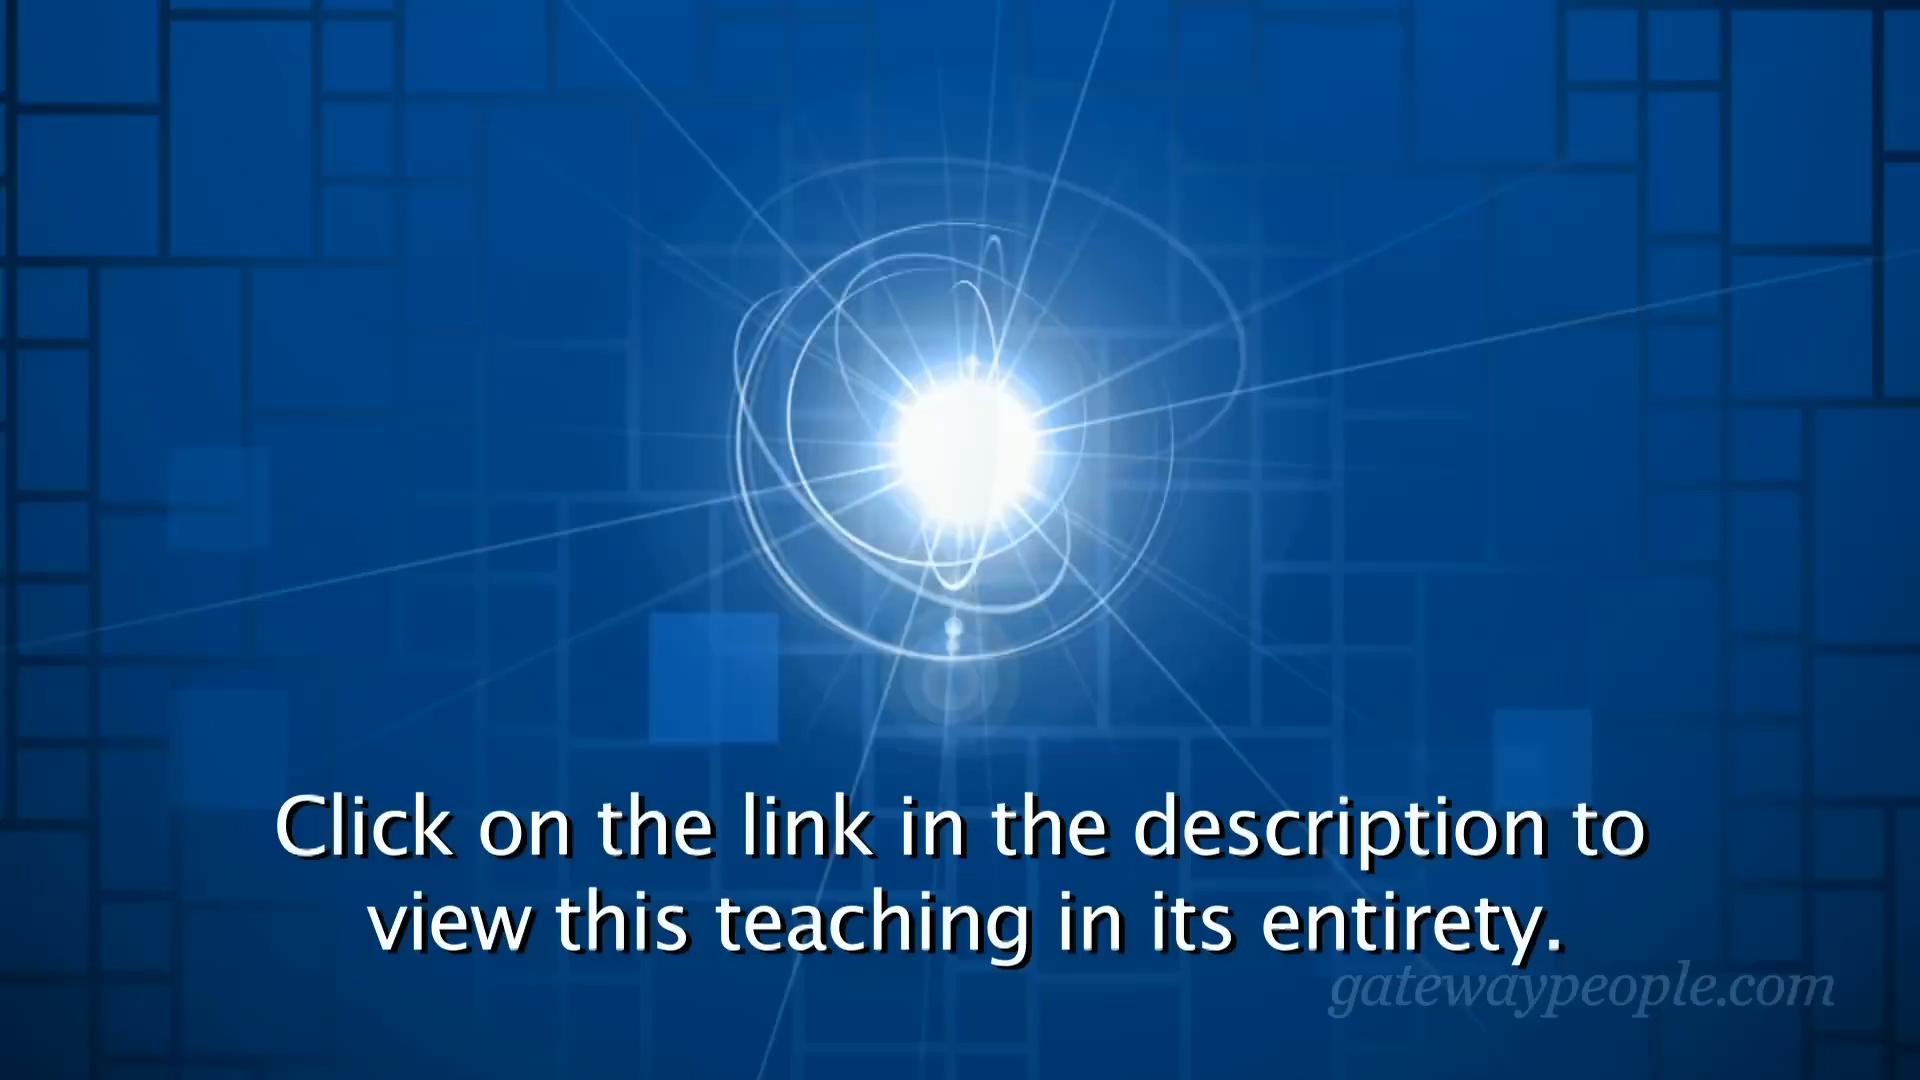 Click on the link in the description to
view this teaching in its entirety.
gatewaypeople.com